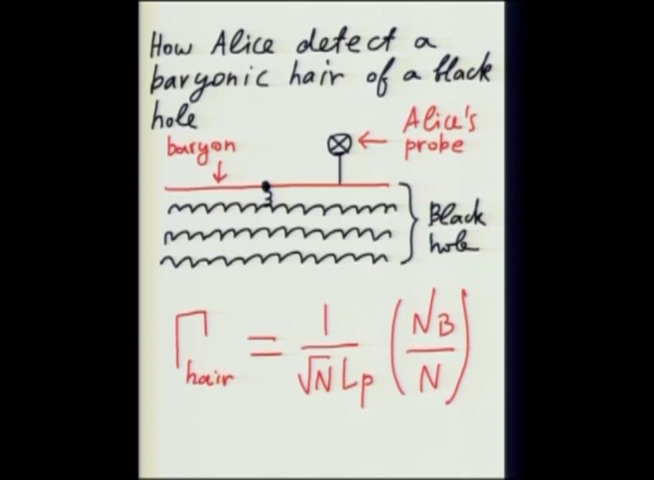 How Alice detect a
baryonic hair of a black
hole
baryon
Alice's
probe
Black
hole
Γhair = 1/(√N Lp) (NB/N)